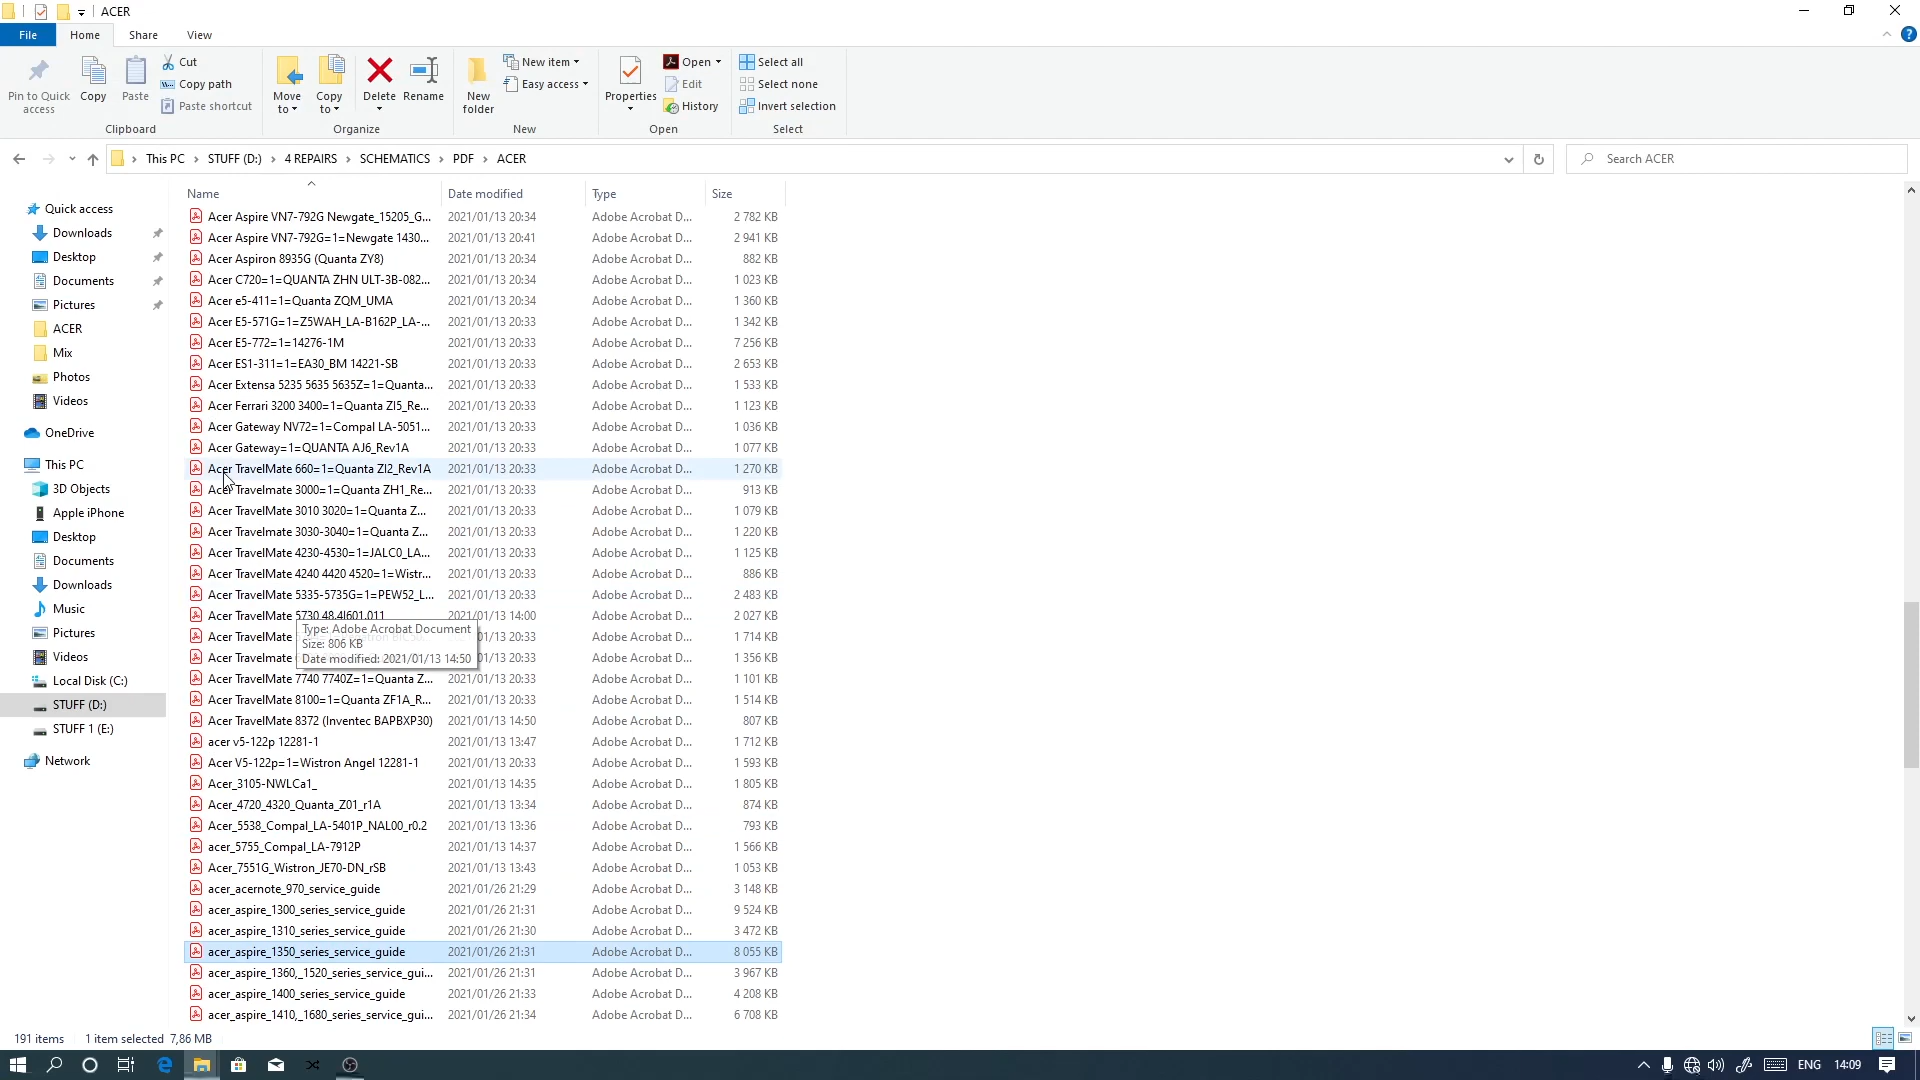 ACER
File Home Share View
Pin to Quick access
Copy
Paste
Cut
Copy path
Paste shortcut
Clipboard
Move to
Copy to
Delete
Rename
Organize
New folder
New item
Easy access
New
Properties
Open
Edit
History
Open
Select all
Select none
Invert selection
Select
This PC › STUFF (D:) › 4 REPAIRS › SCHEMATICS › PDF › ACER
Search ACER
Quick access
Downloads
Desktop
Documents
Pictures
ACER
Mix
Photos
Videos
OneDrive
This PC
3D Objects
Apple iPhone
Desktop
Documents
Downloads
Music
Pictures
Videos
Local Disk (C:)
STUFF (D:)
STUFF 1 (E:)
Network
Name Date modified Type Size
Acer Aspire VN7-792G Newgate_15205_G... 2021/01/13 20:34 Adobe Acrobat D... 2 782 KB
Acer Aspire VN7-792G=1=Newgate 1430... 2021/01/13 20:41 Adobe Acrobat D... 2 941 KB
Acer Aspiron 8935G (Quanta ZY8) 2021/01/13 20:34 Adobe Acrobat D... 882 KB
Acer C720=1=QUANTA ZHN ULT-3B-082... 2021/01/13 20:34 Adobe Acrobat D... 1 023 KB
Acer e5-411=1=Quanta ZQM_UMA 2021/01/13 20:34 Adobe Acrobat D... 1 360 KB
Acer E5-571G=1=Z5WAH_LA-B162P_LA-... 2021/01/13 20:33 Adobe Acrobat D... 1 342 KB
Acer E5-772=1=14276-1M 2021/01/13 20:33 Adobe Acrobat D... 7 256 KB
Acer ES1-311=1=EA30_BM 14221-SB 2021/01/13 20:33 Adobe Acrobat D... 2 653 KB
Acer Extensa 5235 5635 5635Z=1=Quanta... 2021/01/13 20:33 Adobe Acrobat D... 1 533 KB
Acer Ferrari 3200 3400=1=Quanta ZI5_Re... 2021/01/13 20:33 Adobe Acrobat D... 1 123 KB
Acer Gateway NV72=1=Compal LA-5051... 2021/01/13 20:33 Adobe Acrobat D... 1 036 KB
Acer Gateway=1=QUANTA AJ6_Rev1A 2021/01/13 20:33 Adobe Acrobat D... 1 077 KB
Acer TravelMate 660=1=Quanta ZI2_Rev1A 2021/01/13 20:33 Adobe Acrobat D... 1 270 KB
Acer Travelmate 3000=1=Quanta ZH1_Re... 2021/01/13 20:33 Adobe Acrobat D... 913 KB
Acer TravelMate 3010 3020=1=Quanta Z... 2021/01/13 20:33 Adobe Acrobat D... 1 079 KB
Acer Travelmate 3030-3040=1=Quanta Z... 2021/01/13 20:33 Adobe Acrobat D... 1 220 KB
Acer TravelMate 4230-4530=1=JALC0_LA... 2021/01/13 20:33 Adobe Acrobat D... 1 125 KB
Acer TravelMate 4240 4420 4520=1=Wistr... 2021/01/13 20:33 Adobe Acrobat D... 886 KB
Acer TravelMate 5335-5735G=1=PEW52_L... 2021/01/13 20:33 Adobe Acrobat D... 2 483 KB
Acer TravelMate 5730 48.4I601.011 2021/01/13 14:00 Adobe Acrobat D... 2 027 KB
Acer TravelMate 01/13 20:33 Adobe Acrobat D... 1 714 KB
Acer Travelmate 01/13 20:33 Adobe Acrobat D... 1 356 KB
Type: Adobe Acrobat Document
Size: 806 KB
Date modified: 2021/01/13 14:50
Acer TravelMate 7740 7740Z=1=Quanta Z... 2021/01/13 20:33 Adobe Acrobat D... 1 101 KB
Acer TravelMate 8100=1=Quanta ZF1A_R... 2021/01/13 20:33 Adobe Acrobat D... 1 514 KB
Acer TravelMate 8372 (Inventec BAPBXP30) 2021/01/13 14:50 Adobe Acrobat D... 807 KB
acer v5-122p 12281-1 2021/01/13 13:47 Adobe Acrobat D... 1 712 KB
Acer V5-122p=1=Wistron Angel 12281-1 2021/01/13 20:33 Adobe Acrobat D... 1 593 KB
Acer_3105-NWLCa1_ 2021/01/13 14:35 Adobe Acrobat D... 1 805 KB
Acer_4720_4320_Quanta_Z01_r1A 2021/01/13 13:34 Adobe Acrobat D... 874 KB
Acer_5538_Compal_LA-5401P_NAL00_r0.2 2021/01/13 13:36 Adobe Acrobat D... 793 KB
acer_5755_Compal_LA-7912P 2021/01/13 14:37 Adobe Acrobat D... 1 566 KB
Acer_7551G_Wistron_JE70-DN_rSB 2021/01/13 13:43 Adobe Acrobat D... 1 053 KB
acer_acernote_970_service_guide 2021/01/26 21:29 Adobe Acrobat D... 3 148 KB
acer_aspire_1300_series_service_guide 2021/01/26 21:31 Adobe Acrobat D... 9 524 KB
acer_aspire_1310_series_service_guide 2021/01/26 21:30 Adobe Acrobat D... 3 472 KB
acer_aspire_1350_series_service_guide 2021/01/26 21:31 Adobe Acrobat D... 8 055 KB
acer_aspire_1360,_1520_series_service_gui... 2021/01/26 21:31 Adobe Acrobat D... 3 967 KB
acer_aspire_1400_series_service_guide 2021/01/26 21:33 Adobe Acrobat D... 4 208 KB
acer_aspire_1410,_1680_series_service_gui... 2021/01/26 21:34 Adobe Acrobat D... 6 708 KB
191 items 1 item selected 7,86 MB
ENG 14:09